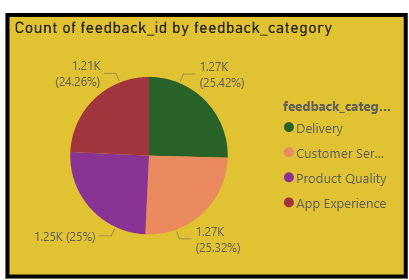 Count of feedback_id by feedback_category
1.21K
(24.26%)
1.27K
(25.42%)
feedback_categ...
Delivery
Customer Ser...
Product Quality
App Experience
1.25K (25%)
1.27K
(25.32%)